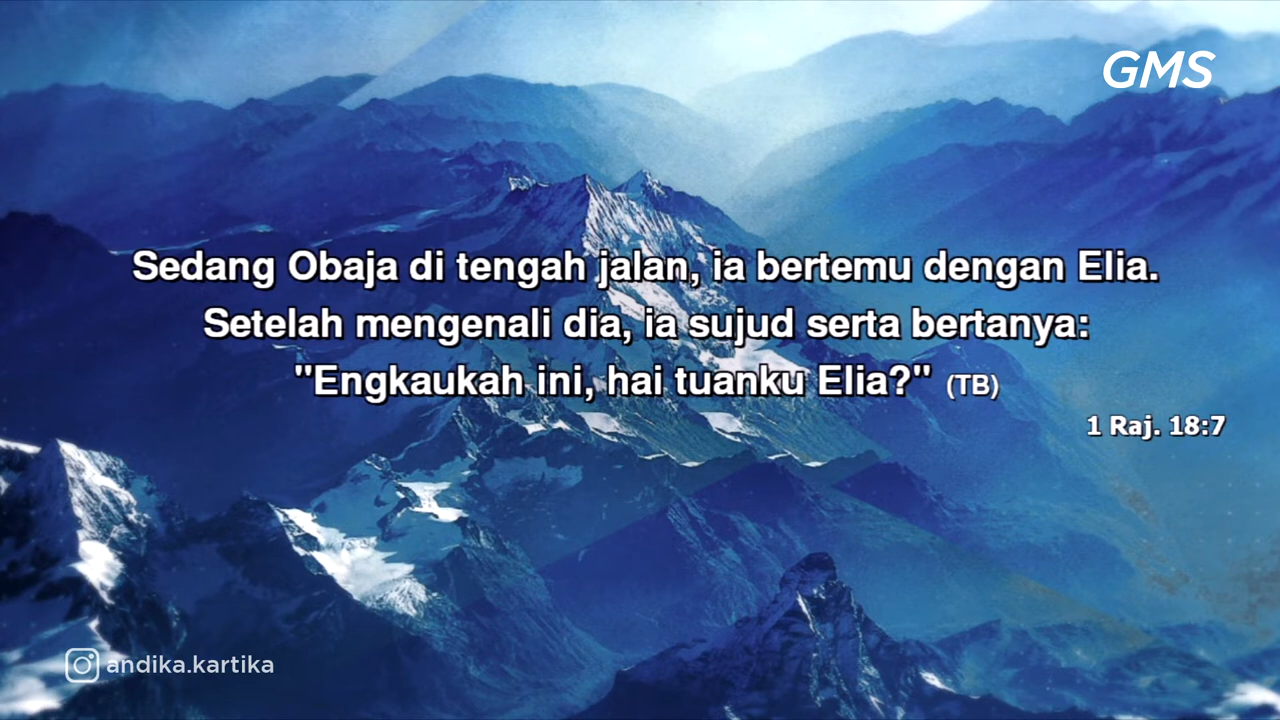 GMS
Sedang Obaja di tengah jalan, ia bertemu dengan Elia.
Setelah mengenali dia, ia sujud serta bertanya:
"Engkaukah ini, hai tuanku Elia?" (TB)
1 Raj. 18:7
andika.kartika